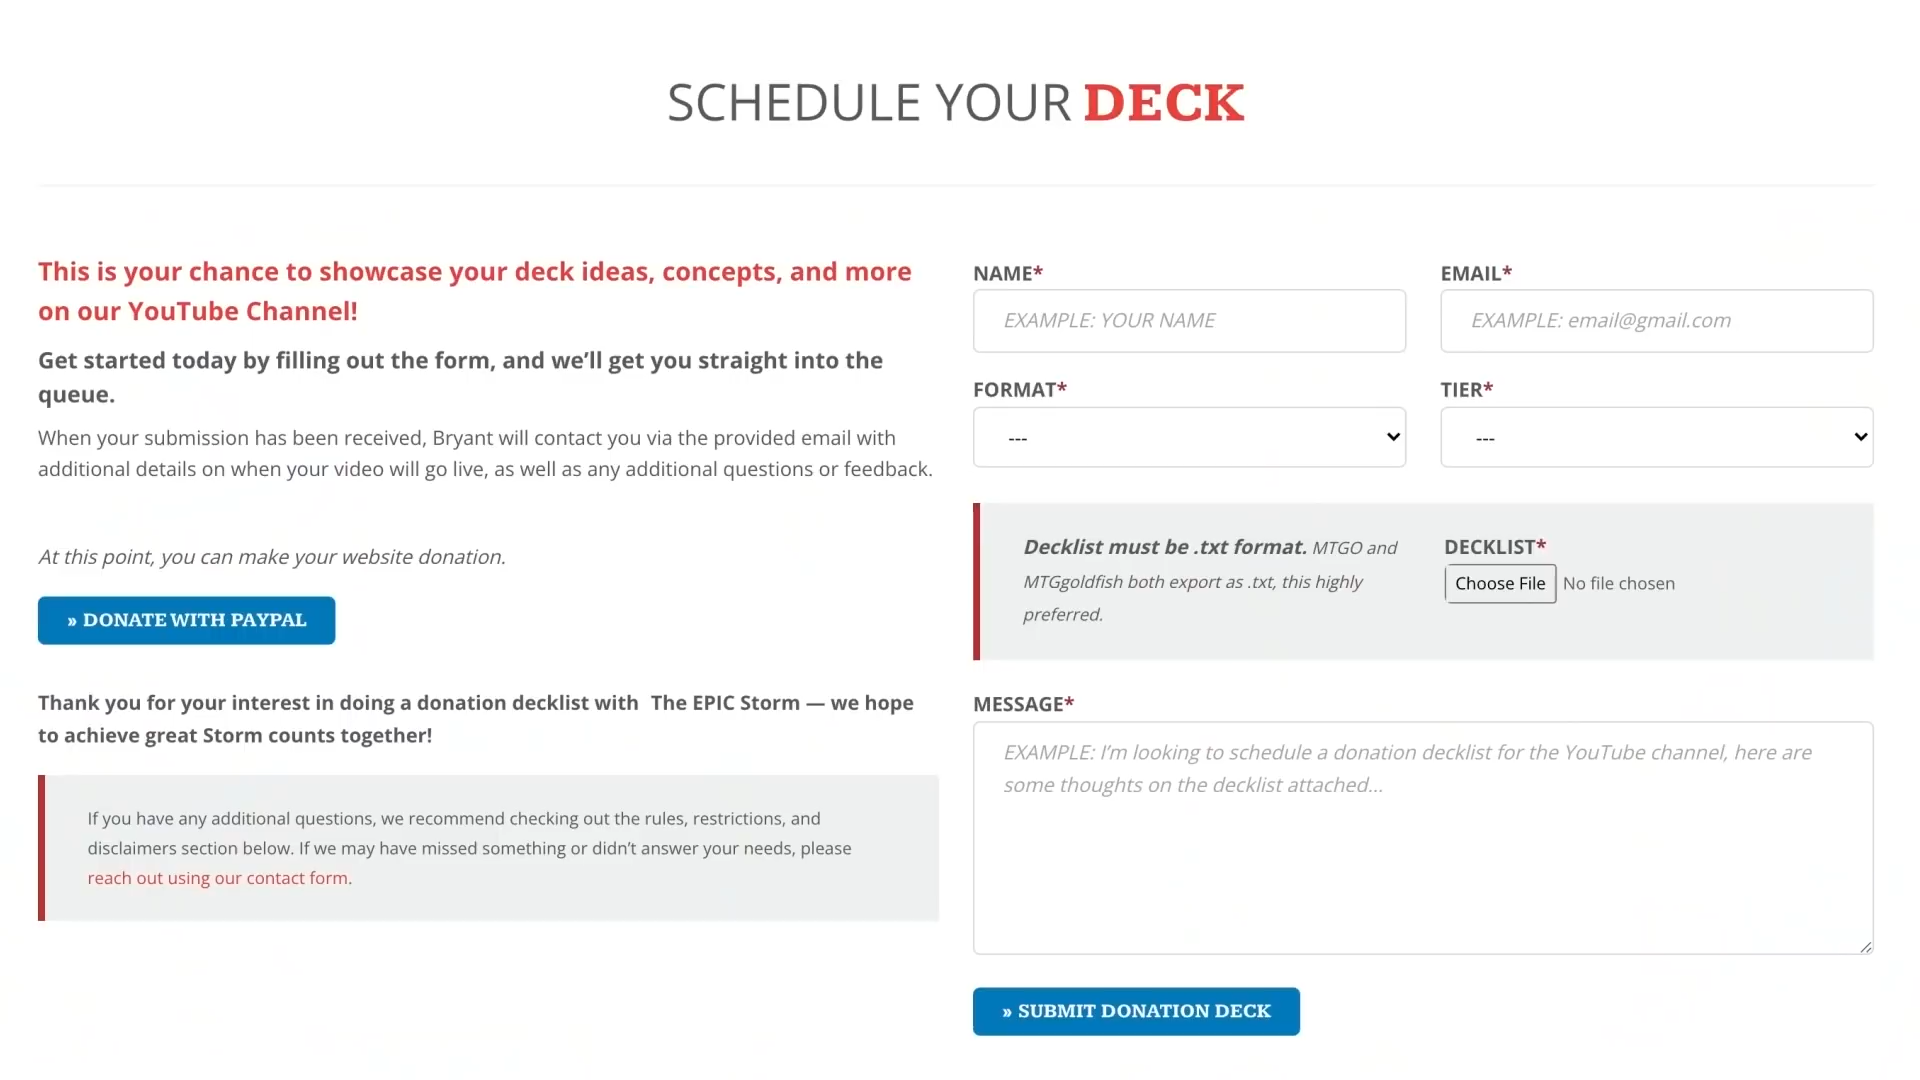 SCHEDULE YOUR DECK
This is your chance to showcase your deck ideas, concepts, and more
on our YouTube Channel!
Get started today by filling out the form, and we’ll get you straight into the
queue.
When your submission has been received, Bryant will contact you via the provided email with
additional details on when your video will go live, as well as any additional questions or feedback.
At this point, you can make your website donation.
» DONATE WITH PAYPAL
Thank you for your interest in doing a donation decklist with The EPIC Storm — we hope
to achieve great Storm counts together!
If you have any additional questions, we recommend checking out the rules, restrictions, and
disclaimers section below. If we may have missed something or didn’t answer your needs, please
reach out using our contact form.
NAME*
EXAMPLE: YOUR NAME
EMAIL*
EXAMPLE: email@gmail.com
FORMAT*
---
TIER*
---
Decklist must be .txt format. MTGO and
MTGgoldfish both export as .txt, this highly
preferred.
DECKLIST*
Choose File No file chosen
MESSAGE*
EXAMPLE: I’m looking to schedule a donation decklist for the YouTube channel, here are
some thoughts on the decklist attached...
» SUBMIT DONATION DECK